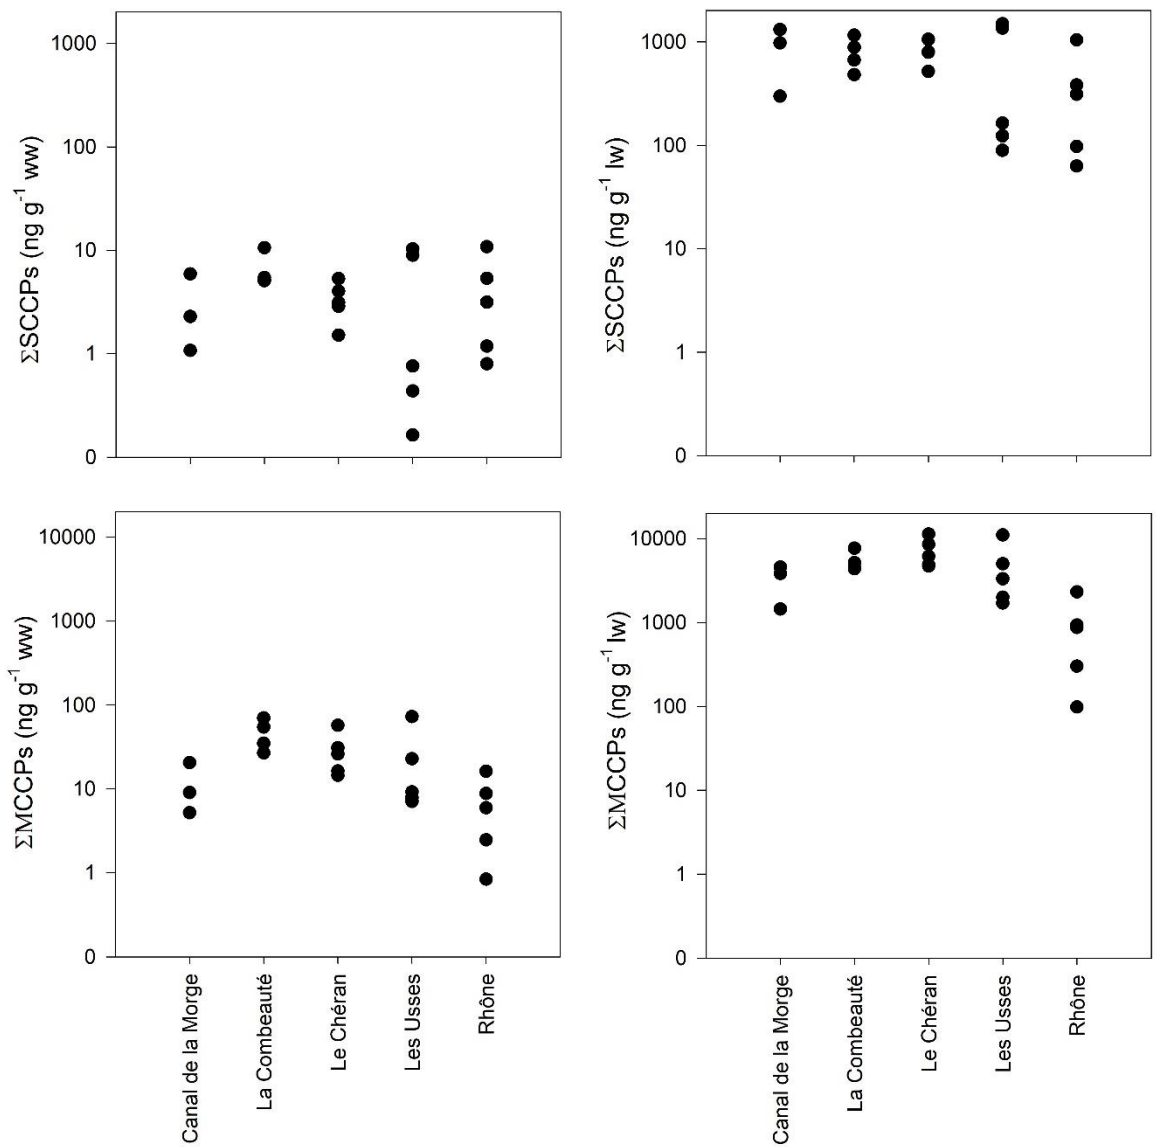 ΣSCCPs (ng g⁻¹ ww)
1000
100
10
1
0
ΣSCCPs (ng g⁻¹ lw)
1000
100
10
1
0
ΣMCCPs (ng g⁻¹ ww)
10000
1000
100
10
1
0
Canal de la Morge
La Combeauté
Le Chéran
Les Usses
Rhône
ΣMCCPs (ng g⁻¹ lw)
10000
1000
100
10
1
0
Canal de la Morge
La Combeauté
Le Chéran
Les Usses
Rhône